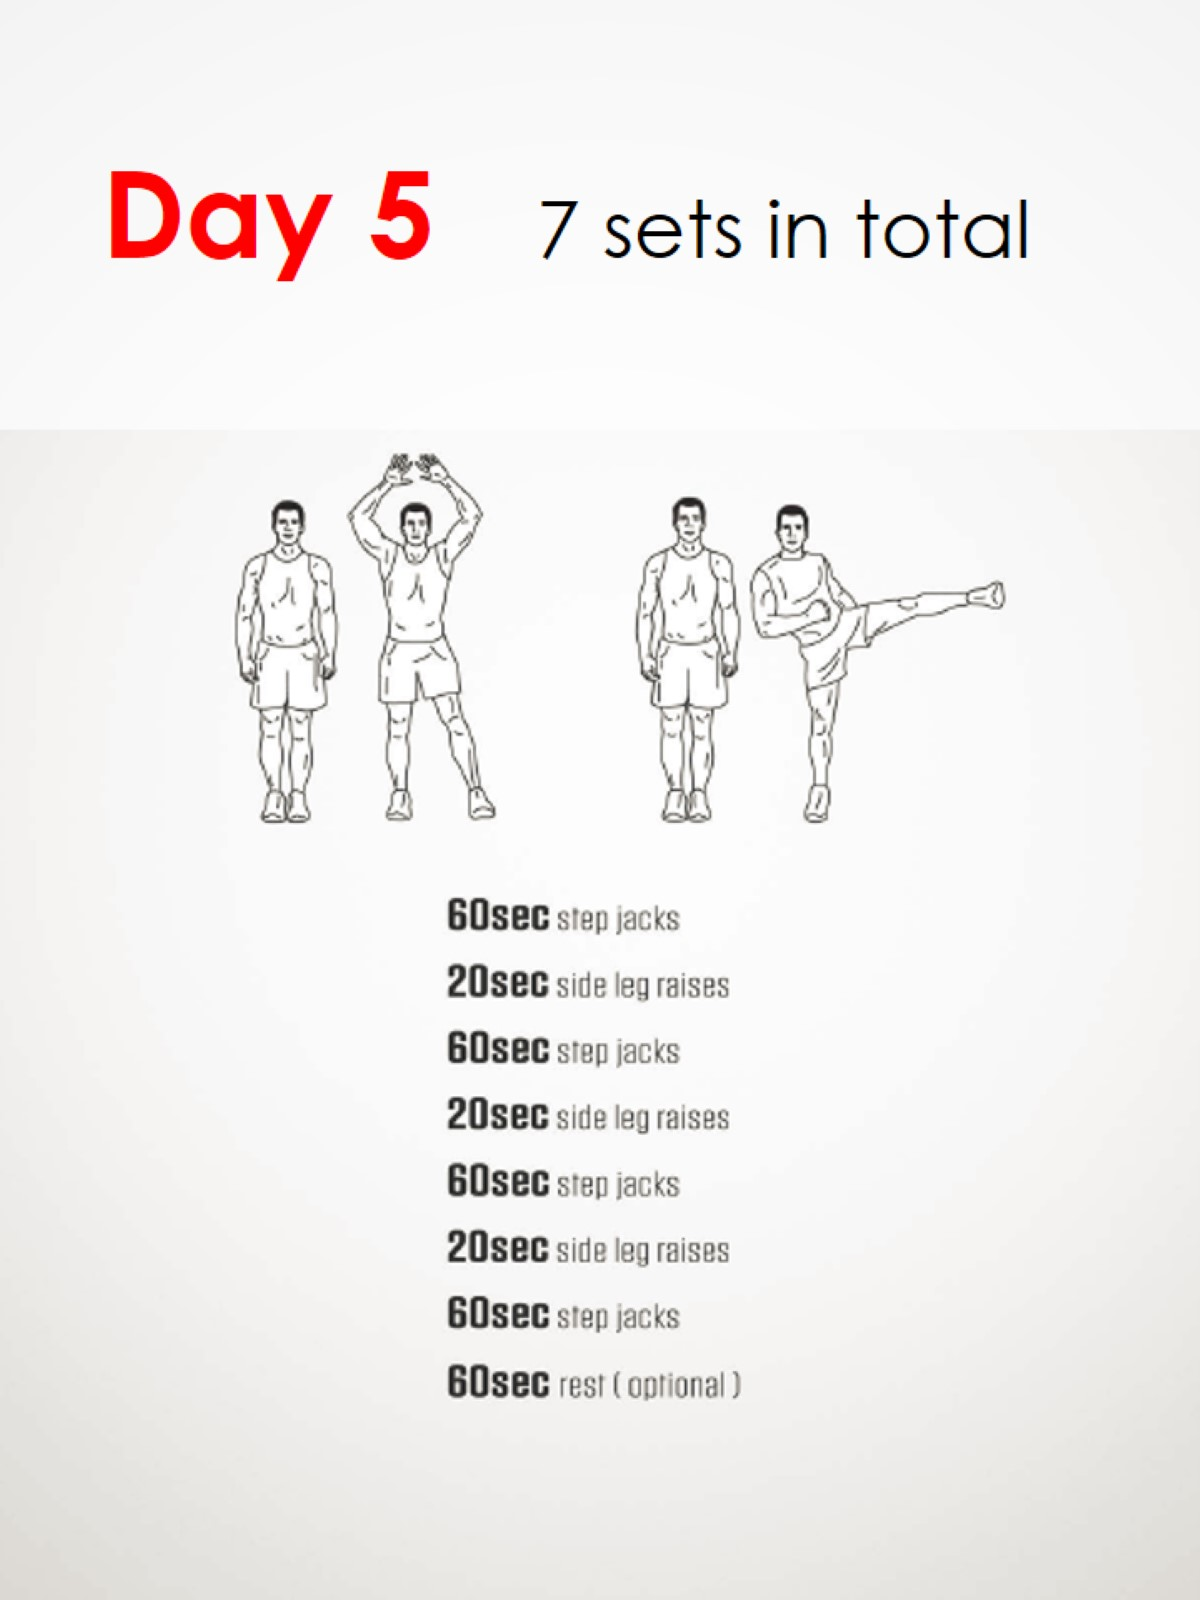 Day 5 7 sets in total
60sec step jacks
20sec side leg raises
60sec step jacks
20sec side leg raises
60sec step jacks
20sec side leg raises
60sec step jacks
60sec rest ( optional )